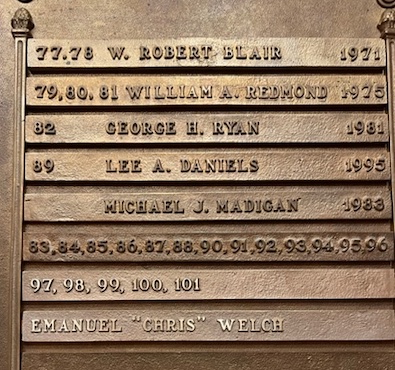 77.78 W. ROBERT BLAIR 1971
79,80, 81 WILLIAM A. REDMOND 1975
82 GEORGE H. RYAN 1981
89 LEE A. DANIELS 1995
MICHAEL J. MADIGAN 1983
83,84,85,86,87,88,90,91,92,93,94,95,96
97, 98, 99, 100, 101
EMANUEL "CHRIS" WELCH